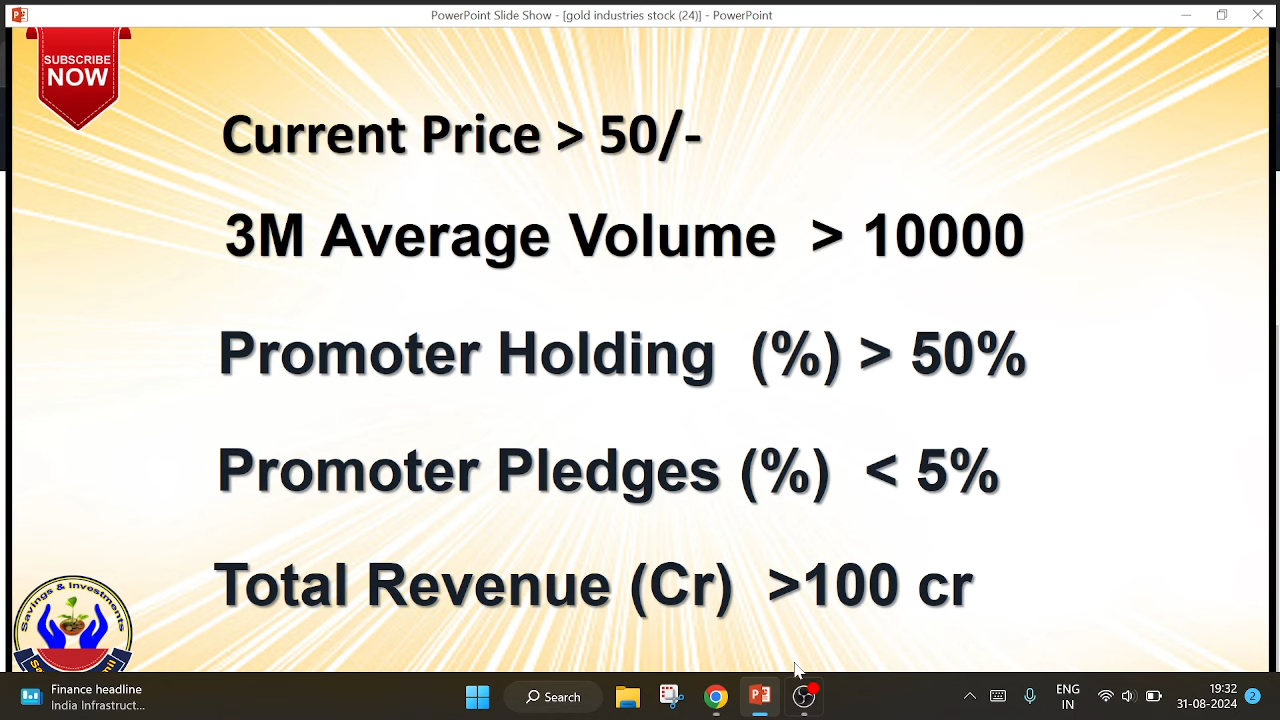 PowerPoint Slide Show - [gold industries stock (24)] - PowerPoint
SUBSCRIBE
NOW
Current Price > 50/-
3M Average Volume > 10000
Promoter Holding (%) > 50%
Promoter Pledges (%) < 5%
Total Revenue (Cr) >100 cr
Savings & Investments
Finance headline
India Infrastruct...
Search
ENG
IN
19:32
31-08-2024
2